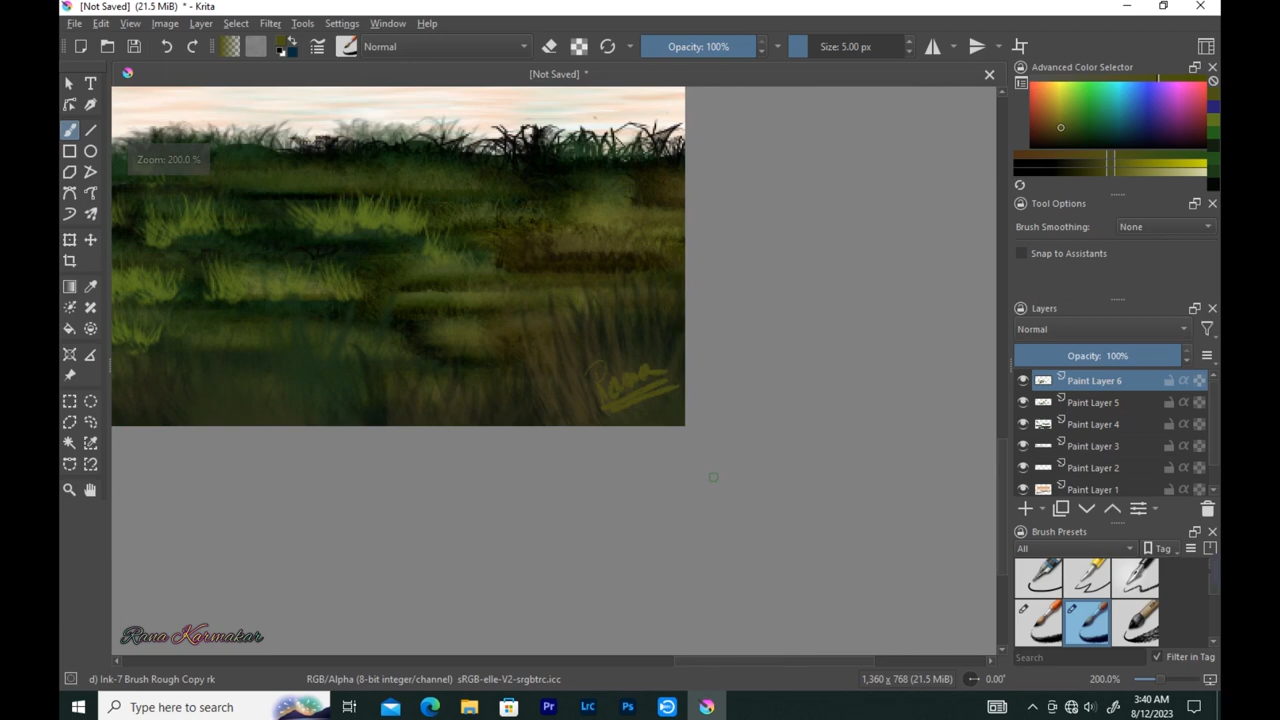 [Not Saved] (21.5 MiB) * - Krita
File Edit View Image Layer Select Filter Tools Settings Window Help
Normal Opacity: 100% Size: 5.00 px
[Not Saved] *
Zoom: 200.0 %
Rana
Rana Karmakar
Advanced Color Selector
Tool Options
Brush Smoothing: None
Snap to Assistants
Layers
Normal
Opacity: 100%
Paint Layer 6
Paint Layer 5
Paint Layer 4
Paint Layer 3
Paint Layer 2
Paint Layer 1
Brush Presets
All Tag
Search Filter in Tag
d) Ink-7 Brush Rough Copy rk RGB/Alpha (8-bit integer/channel) sRGB-elle-V2-srgbtrc.icc 1,360 x 768 (21.5 MiB) 0.00° 200.0%
Type here to search Pr Lrc Ps 3:40 AM
8/12/2023